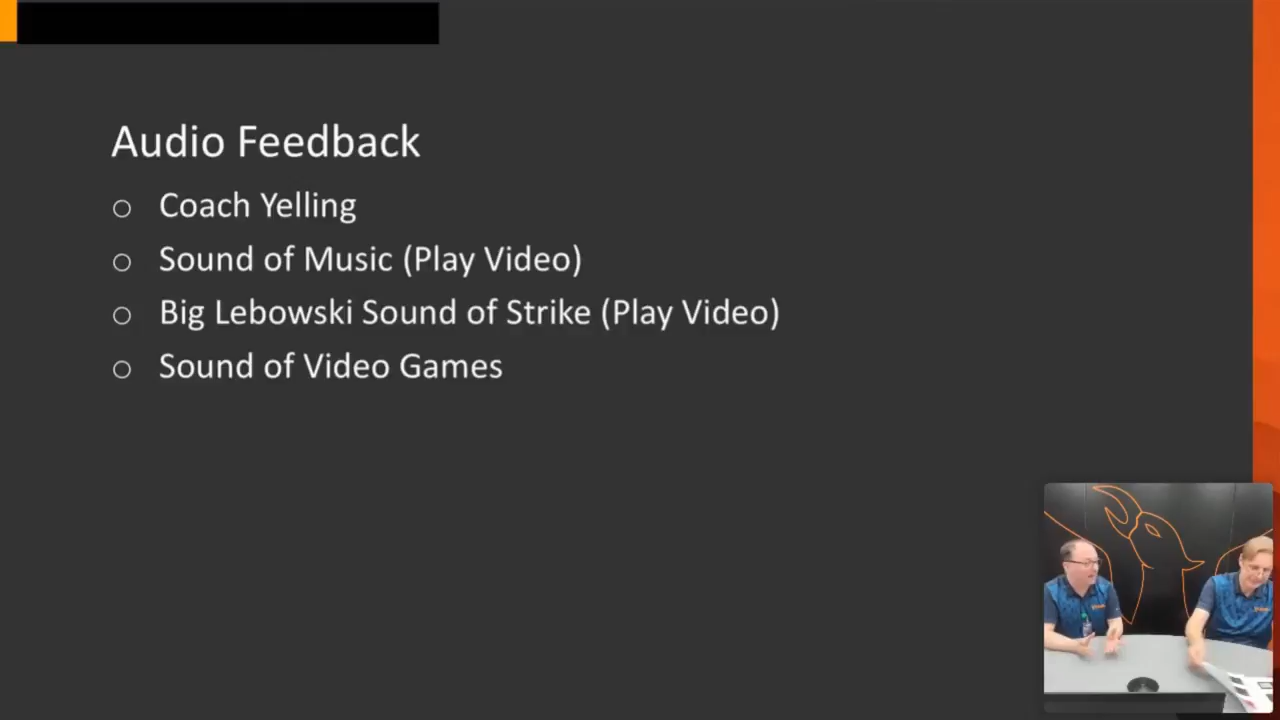 Audio Feedback
Coach Yelling
Sound of Music (Play Video)
Big Lebowski Sound of Strike (Play Video)
Sound of Video Games